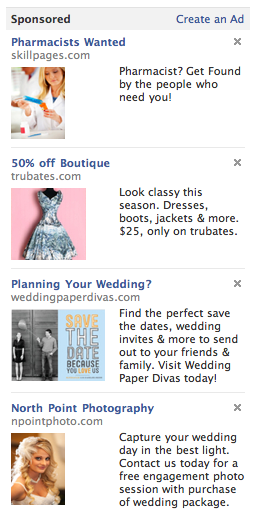 Sponsored Create an Ad
Pharmacists Wanted
skillpages.com
Pharmacist? Get Found
by the people who
need you!
50% off Boutique
trubates.com
Look classy this
season. Dresses,
boots, jackets & more.
$25, only on trubates.
Planning Your Wedding?
weddingpaperdivas.com
SAVE
THE
DATE
BECAUSE
YOU LOVE US
Find the perfect save
the dates, wedding
invites & more to
send out to your friends &
family. Visit Wedding
Paper Divas today!
North Point Photography
npointphoto.com
Capture your wedding
day in the best light.
Contact us today for a
free engagement photo
session with purchase
of wedding package.